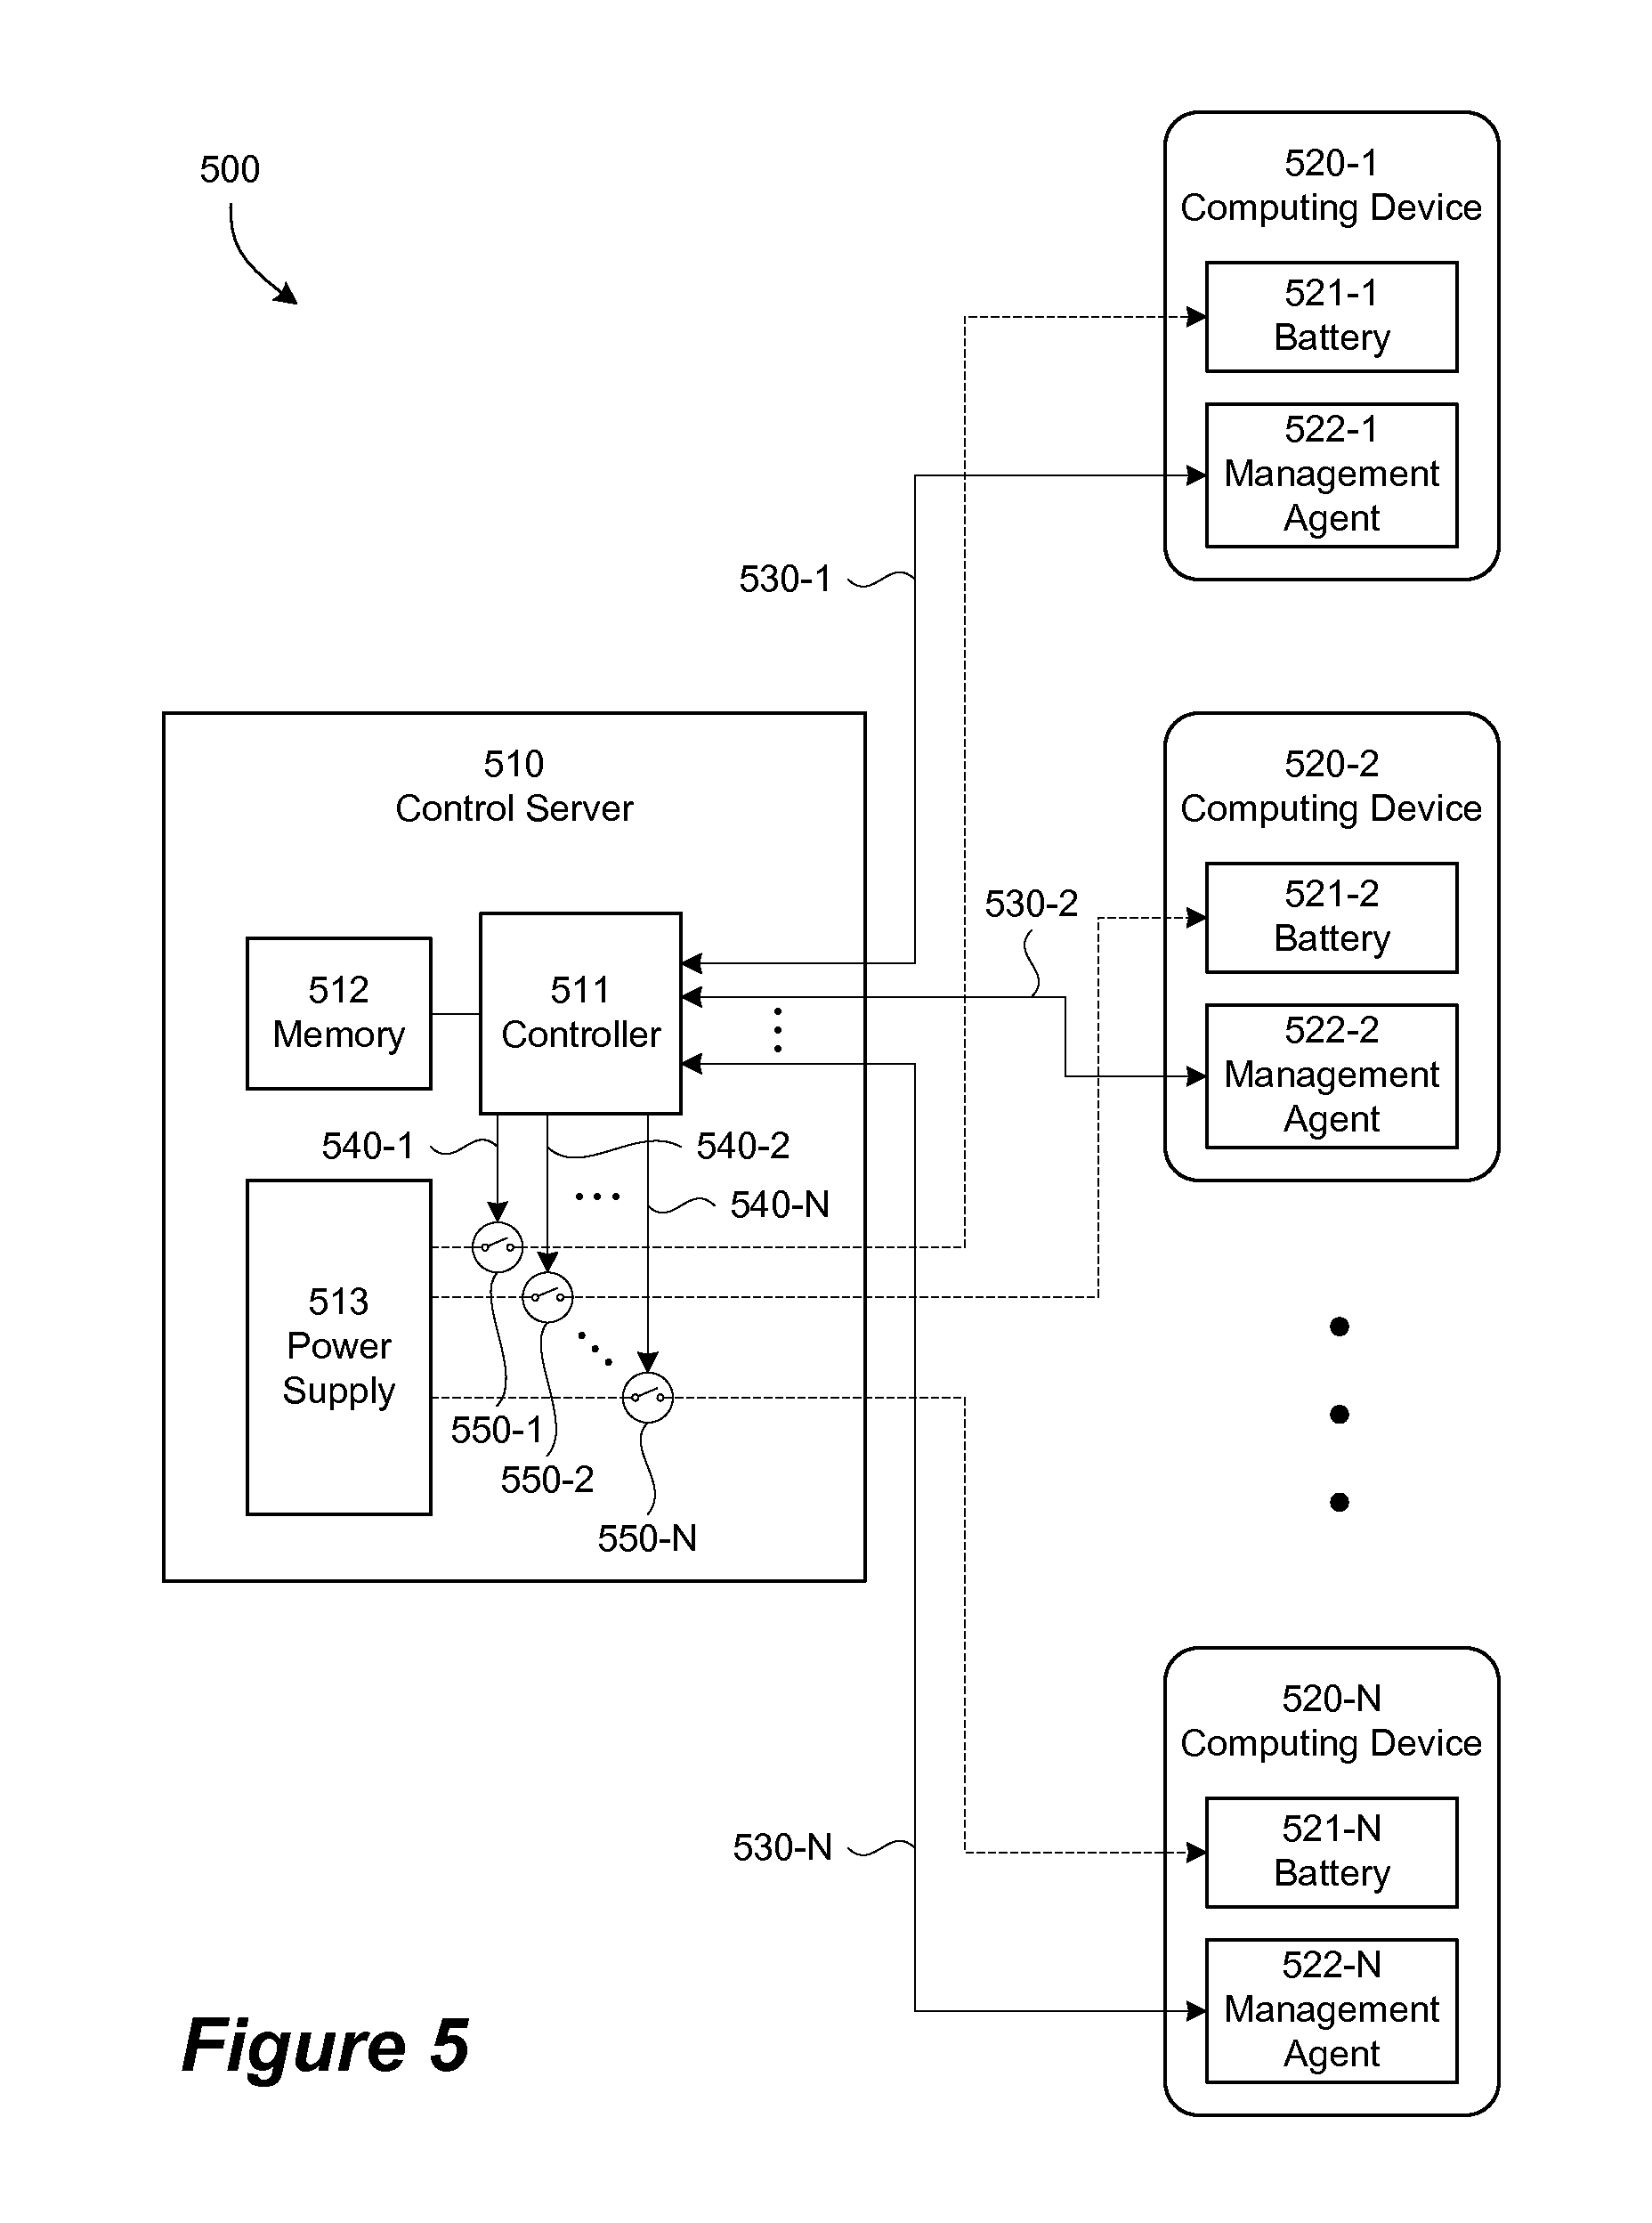 500
520-1
Computing Device
521-1
Battery
522-1
Management
Agent
530-1
510
Control Server
520-2
Computing Device
521-2
Battery
530-2
512
Memory
511
Controller
522-2
Management
Agent
540-1
540-2
540-N
513
Power
Supply
550-1
550-2
550-N
520-N
Computing Device
521-N
Battery
530-N
522-N
Management
Agent
Figure 5